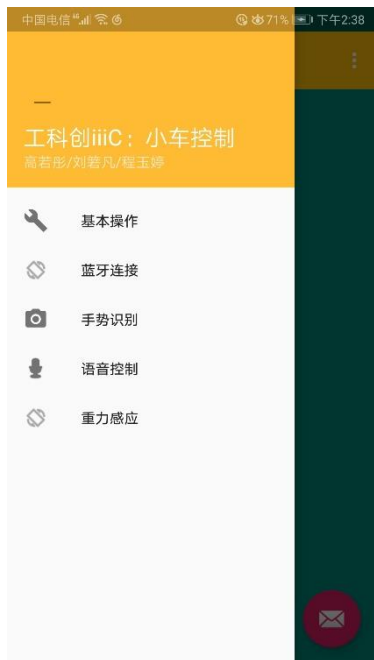 中国电信 4G 71% 下午2:38
工科创iiiC：小车控制
高若彤/刘碧凡/程玉婷
基本操作
蓝牙连接
手势识别
语音控制
重力感应